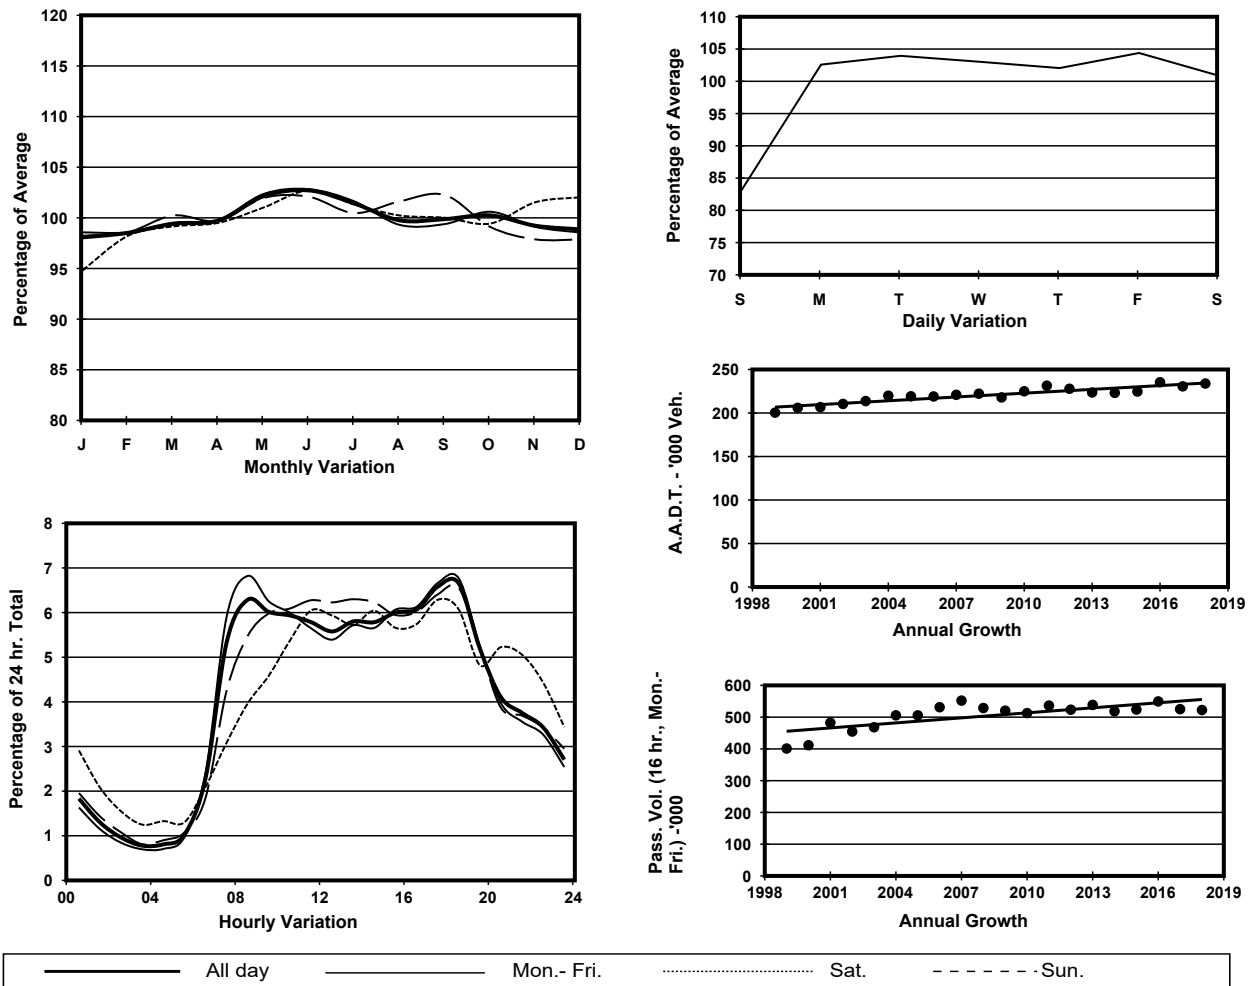 120
115
110
105
100
95
90
85
80
Percentage of Average
J F M A M J J A S O N D
Monthly Variation
110
105
100
95
90
85
80
75
70
Percentage of Average
S M T W T F S
Daily Variation
250
200
150
100
50
0
A.A.D.T. - '000 Veh.
1998 2001 2004 2007 2010 2013 2016 2019
Annual Growth
8
7
6
5
4
3
2
1
0
Percentage of 24 hr. Total
00 04 08 12 16 20 24
Hourly Variation
600
500
400
300
200
100
0
Pass. Vol. (16 hr., Mon.-
Fri.) -'000
1998 2001 2004 2007 2010 2013 2016 2019
Annual Growth
All day Mon.- Fri. Sat. Sun.